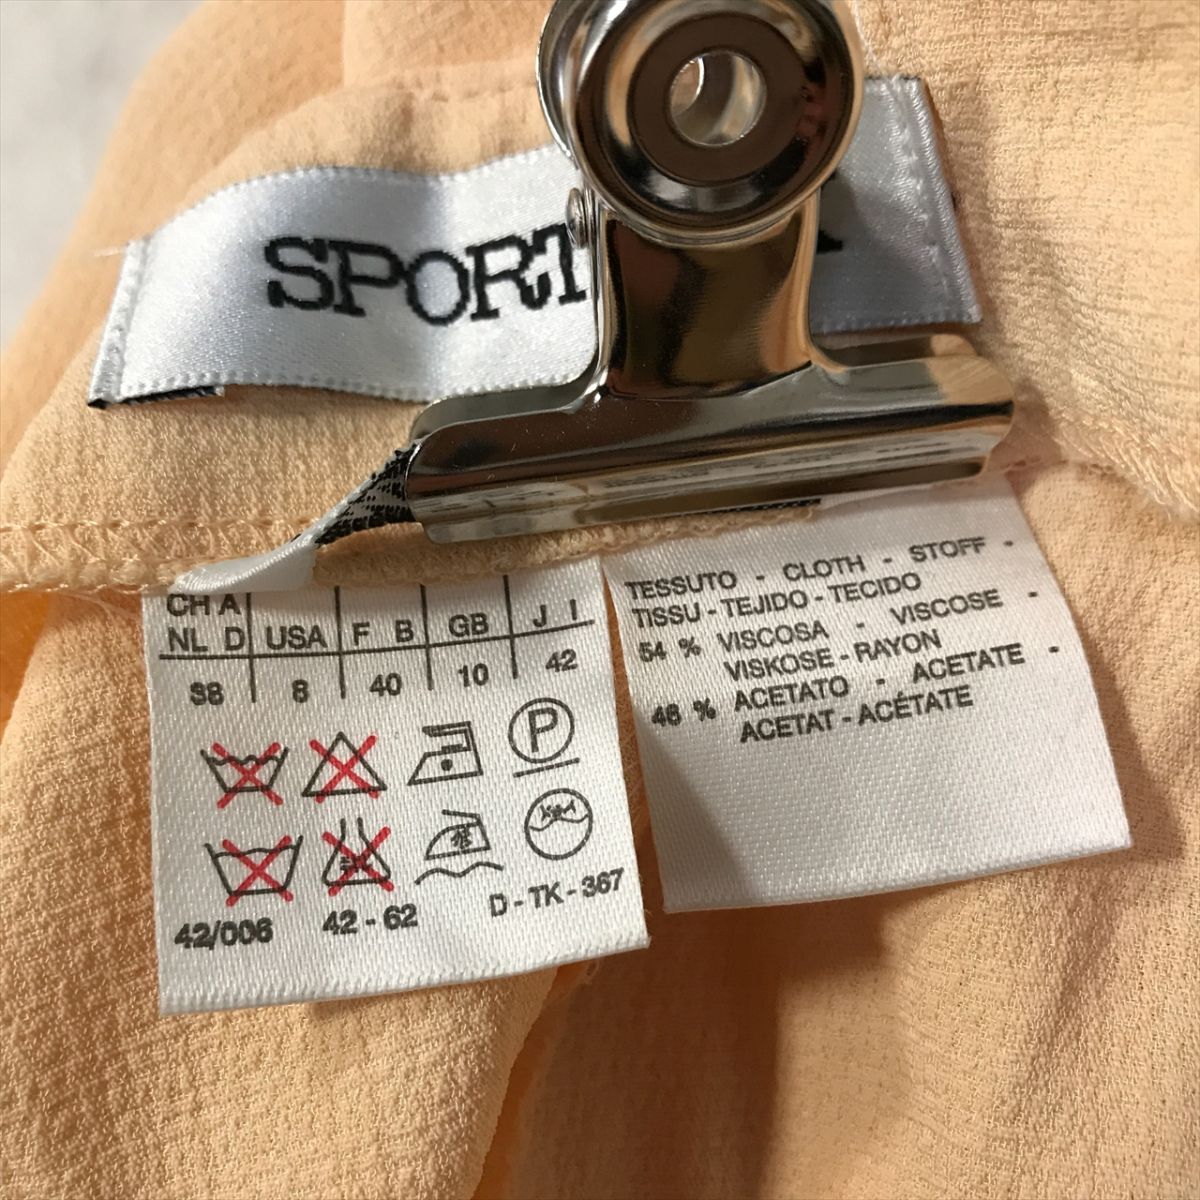 SPORT
CH A
NL D USA F B GB J I
38 8 40 10 42
P
42/006 42 - 62 D - TK - 367
TESSUTO - CLOTH - STOFF -
TISSU - TEJIDO - TECIDO
54 % VISCOSA - VISCOSE -
VISKOSE - RAYON
46 % ACETATO - ACETATE -
ACETAT - ACÉTATE